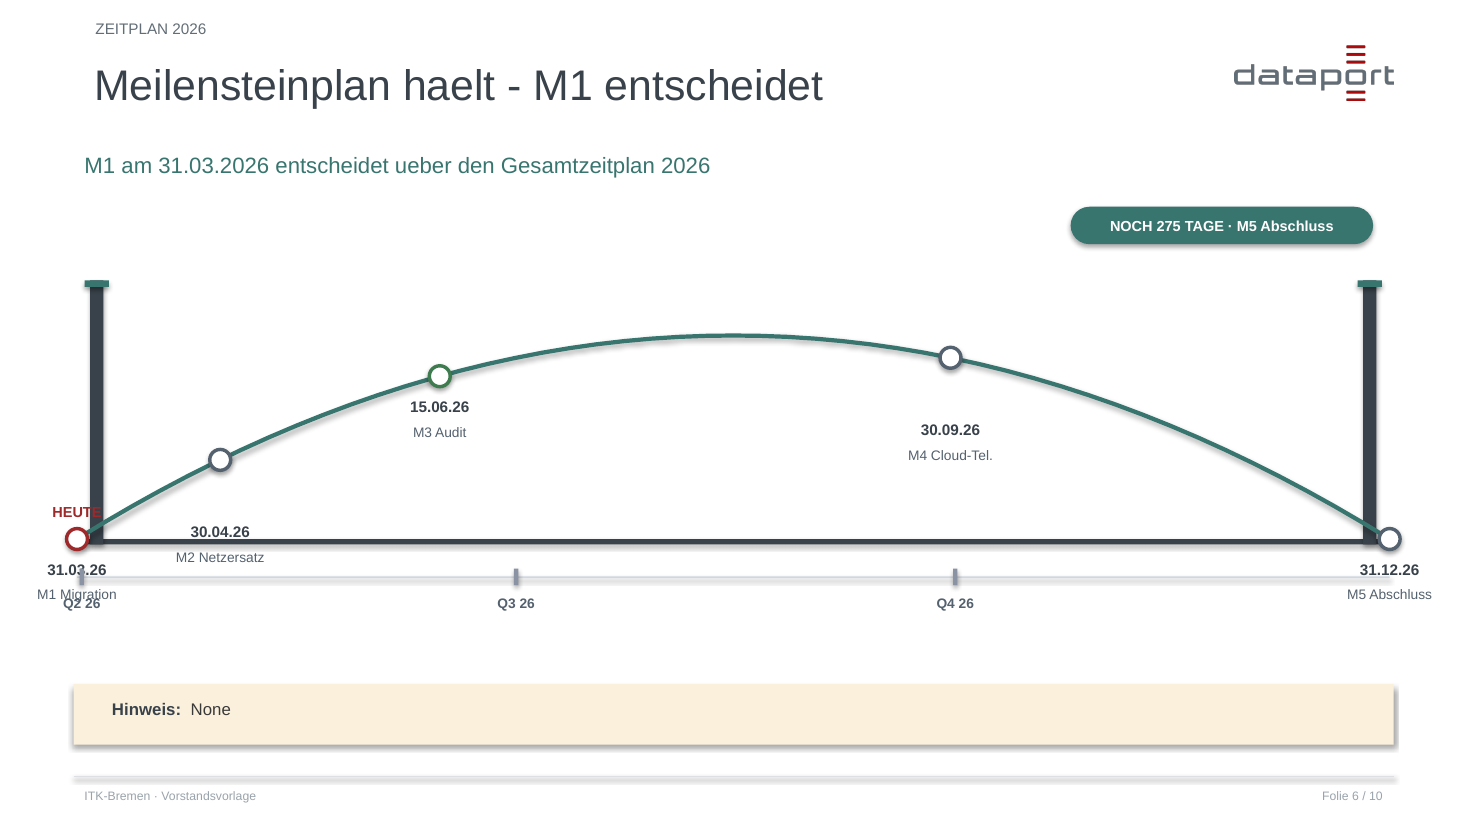 ZEITPLAN 2026
Meilensteinplan haelt - M1 entscheidet
dataport
M1 am 31.03.2026 entscheidet ueber den Gesamtzeitplan 2026
NOCH 275 TAGE · M5 Abschluss
15.06.26
M3 Audit
30.09.26
M4 Cloud-Tel.
HEUTE
30.04.26
M2 Netzersatz
31.03.26
M1 Migration
31.12.26
M5 Abschluss
Q2 26
Q3 26
Q4 26
Hinweis: None
ITK-Bremen · Vorstandsvorlage
Folie 6 / 10